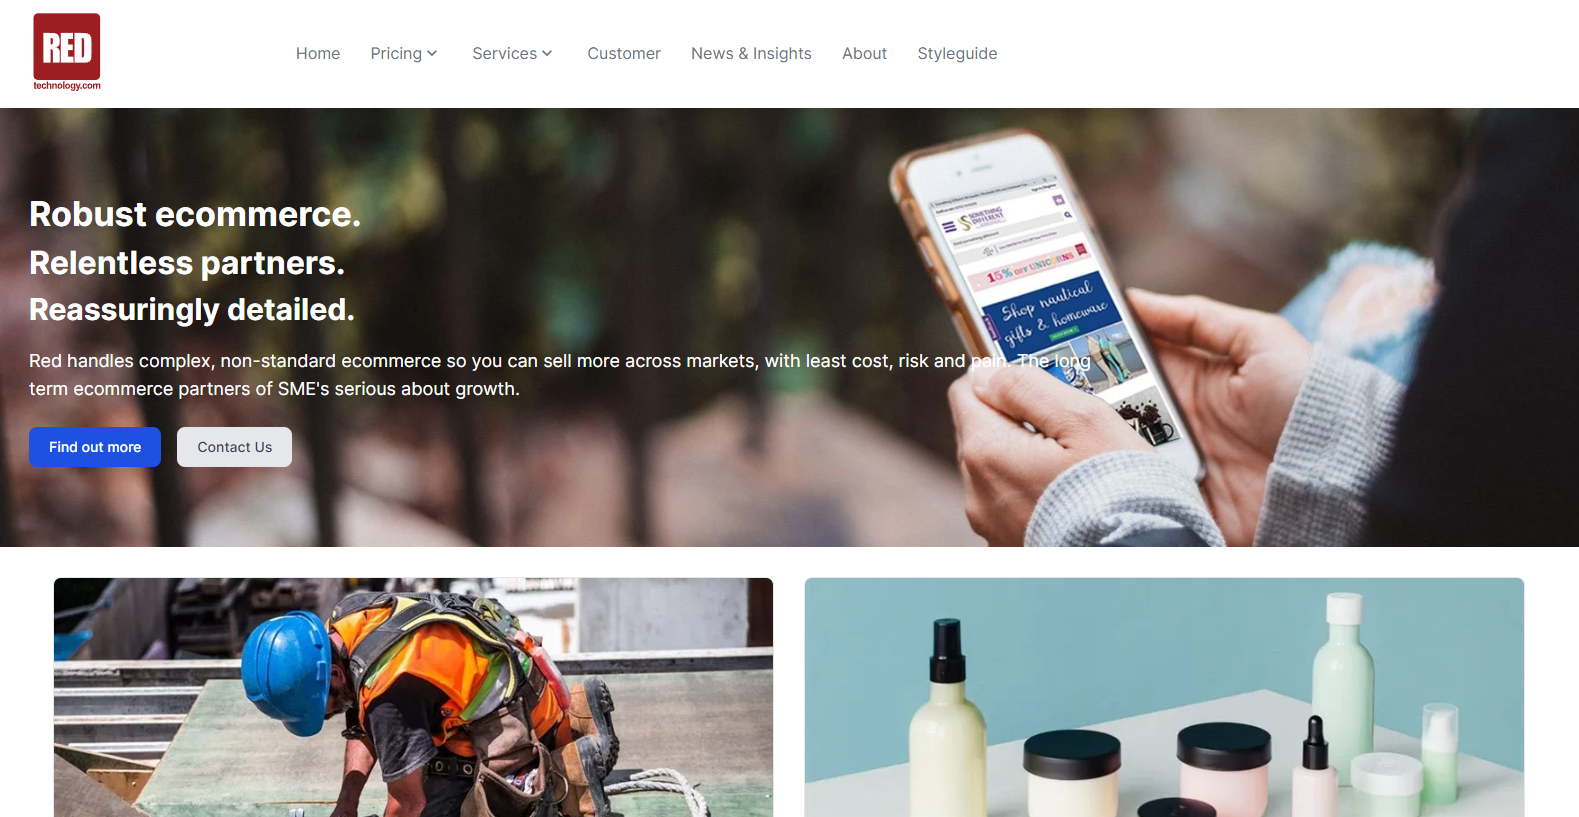 RED
technology.com
Home Pricing Services Customer News & Insights About Styleguide
Robust ecommerce.
Relentless partners.
Reassuringly detailed.
Red handles complex, non-standard ecommerce so you can sell more across markets, with least cost, risk and pain. The long
term ecommerce partners of SME's serious about growth.
Find out more Contact Us
SOMETHING
DIFFERENT
15% OFF UNICORNS
Shop nautical
gifts & homeware